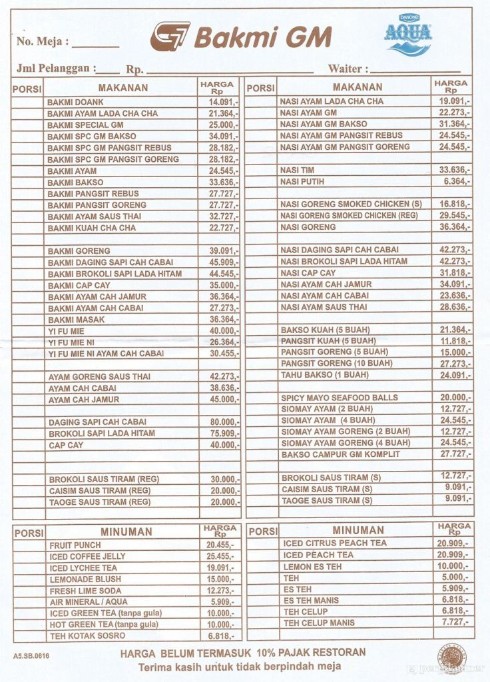 No. Meja :
Bakmi GM
DANONE
AQUA
Jml Pelanggan : Rp. Waiter :
PORSI MAKANAN HARGA Rp
BAKMI DOANK 14.091,-
BAKMI AYAM LADA CHA CHA 21.364,-
BAKMI SPECIAL GM 25.000,-
BAKMI SPC GM BAKSO 34.091,-
BAKMI SPC GM PANGSIT REBUS 28.182,-
BAKMI SPC GM PANGSIT GORENG 28.182,-
BAKMI AYAM 24.545,-
BAKMI BAKSO 33.636,-
BAKMI PANGSIT REBUS 27.727,-
BAKMI PANGSIT GORENG 27.727,-
BAKMI AYAM SAUS THAI 32.727,-
BAKMI KUAH CHA CHA 22.727,-
BAKMI GORENG 39.091,-
BAKMI DAGING SAPI CAH CABAI 45.909,-
BAKMI BROKOLI SAPI LADA HITAM 44.545,-
BAKMI CAP CAY 35.000,-
BAKMI AYAM CAH JAMUR 36.364,-
BAKMI AYAM CAH CABAI 27.273,-
BAKMI MASAK 36.364,-
YI FU MIE 40.000,-
YI FU MIE NI 26.364,-
YI FU MIE NI AYAM CAH CABAI 30.455,-
AYAM GORENG SAUS THAI 42.273,-
AYAM CAH CABAI 38.636,-
AYAM CAH JAMUR 45.000,-
DAGING SAPI CAH CABAI 80.000,-
BROKOLI SAPI LADA HITAM 75.909,-
CAP CAY 40.000,-
BROKOLI SAUS TIRAM (REG) 30.000,-
CAISIM SAUS TIRAM (REG) 20.000,-
TAOGE SAUS TIRAM (REG) 20.000,-
PORSI MAKANAN HARGA Rp
NASI AYAM LADA CHA CHA 19.091,-
NASI AYAM GM 22.273,-
NASI AYAM GM BAKSO 31.364,-
NASI AYAM GM PANGSIT REBUS 24.545,-
NASI AYAM GM PANGSIT GORENG 24.545,-
NASI TIM 33.636,-
NASI PUTIH 6.364,-
NASI GORENG SMOKED CHICKEN (S) 16.818,-
NASI GORENG SMOKED CHICKEN (REG) 29.545,-
NASI GORENG 36.364,-
NASI DAGING SAPI CAH CABAI 42.273,-
NASI BROKOLI SAPI LADA HITAM 42.273,-
NASI CAP CAY 31.818,-
NASI AYAM CAH JAMUR 34.091,-
NASI AYAM CAH CABAI 23.636,-
NASI AYAM SAUS THAI 28.636,-
BAKSO KUAH (5 BUAH) 21.364,-
PANGSIT KUAH (5 BUAH) 11.818,-
PANGSIT GORENG (5 BUAH) 15.000,-
PANGSIT GORENG (10 BUAH) 27.273,-
TAHU BAKSO (1 BUAH) 24.091,-
SPICY MAYO SEAFOOD BALLS 20.000,-
SIOMAY AYAM (2 BUAH) 12.727,-
SIOMAY AYAM (4 BUAH) 24.545,-
SIOMAY AYAM GORENG (2 BUAH) 12.727,-
SIOMAY AYAM GORENG (4 BUAH) 24.545,-
BAKSO CAMPUR GM KOMPLIT 27.727,-
BROKOLI SAUS TIRAM (S) 12.727,-
CAISIM SAUS TIRAM (S) 9.091,-
TAOGE SAUS TIRAM (S) 9.091,-
PORSI MINUMAN HARGA Rp
FRUIT PUNCH 20.455,-
ICED COFFEE JELLY 25.455,-
ICED LYCHEE TEA 19.091,-
LEMONADE BLUSH 15.000,-
FRESH LIME SODA 12.273,-
AIR MINERAL / AQUA 5.909,-
ICED GREEN TEA (tanpa gula) 10.000,-
HOT GREEN TEA (tanpa gula) 10.000,-
TEH KOTAK SOSRO 6.818,-
PORSI MINUMAN HARGA Rp
ICED CITRUS PEACH TEA 20.909,-
ICED PEACH TEA 20.909,-
LEMON ES TEH 10.000,-
TEH 5.000,-
ES TEH 5.909,-
ES TEH MANIS 6.818,-
TEH CELUP 6.818,-
TEH CELUP MANIS 7.727,-
A5.SB.0616
HARGA BELUM TERMASUK 10% PAJAK RESTORAN
Terima kasih untuk tidak berpindah meja